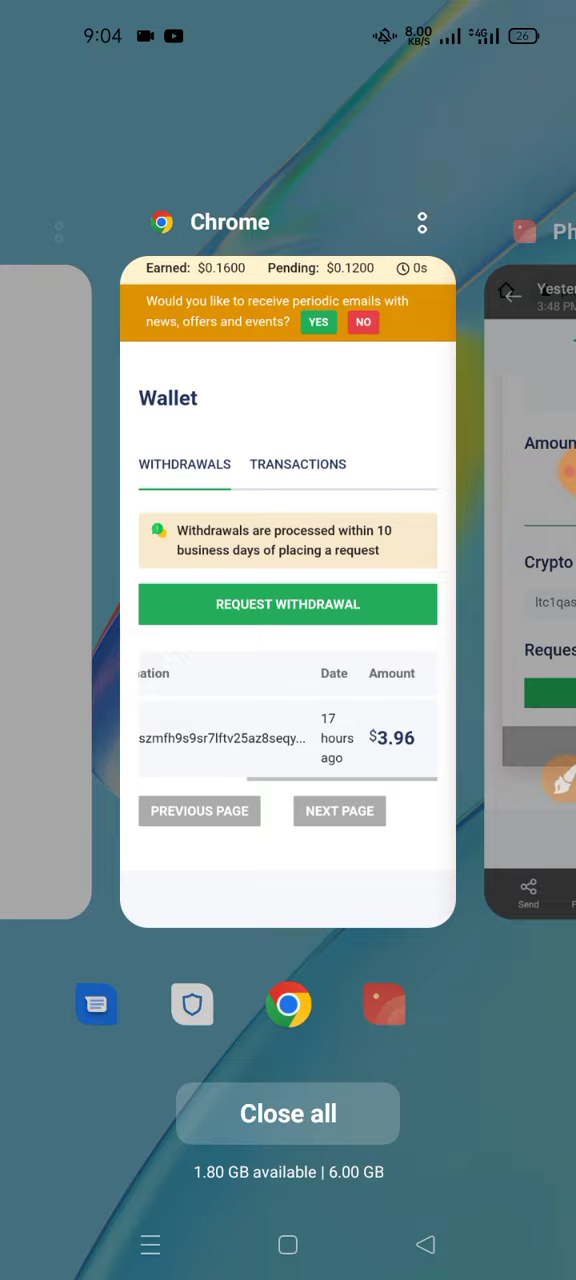 9:04
8.00
KB/S
4G
26
Chrome
Ph
Earned: $0.1600 Pending: $0.1200 0s
Would you like to receive periodic emails with
news, offers and events? YES NO
Wallet
WITHDRAWALS TRANSACTIONS
Withdrawals are processed within 10
business days of placing a request
REQUEST WITHDRAWAL
ation Date Amount
szmfh9s9sr7lftv25az8seqy... 17 hours ago $3.96
PREVIOUS PAGE NEXT PAGE
Yester
3:48 PM
Amoun
Crypto
ltc1qas
Reques
Send
Close all
1.80 GB available | 6.00 GB